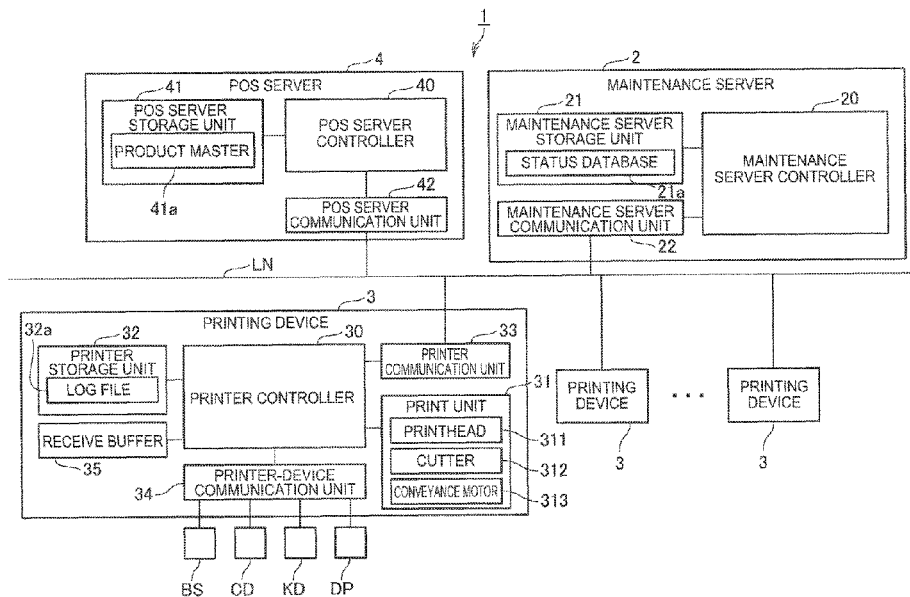 1
4
POS SERVER
41
POS SERVER
STORAGE UNIT
PRODUCT MASTER
41a
40
POS SERVER
CONTROLLER
42
POS SERVER
COMMUNICATION UNIT
2
MAINTENANCE SERVER
21
MAINTENANCE SERVER
STORAGE UNIT
STATUS DATABASE
21a
MAINTENANCE SERVER
COMMUNICATION UNIT
22
20
MAINTENANCE
SERVER CONTROLLER
LN
3
PRINTING DEVICE
32a
32
PRINTER
STORAGE UNIT
LOG FILE
30
PRINTER CONTROLLER
33
PRINTER
COMMUNICATION UNIT
RECEIVE BUFFER
35
31
PRINT UNIT
PRINTHEAD
311
CUTTER
312
CONVEYANCE MOTOR
313
34
PRINTER-DEVICE
COMMUNICATION UNIT
BS
CD
KD
DP
PRINTING
DEVICE
3
...
PRINTING
DEVICE
3